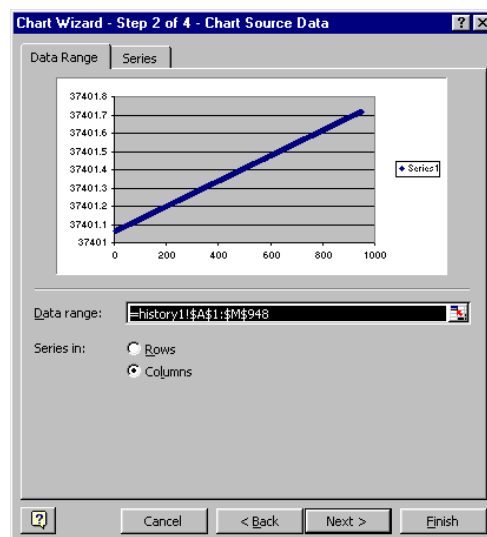 Chart Wizard - Step 2 of 4 - Chart Source Data
Data Range Series
37401.8
37401.7
37401.6
37401.5
37401.4
37401.3
37401.2
37401.1
37401
0 200 400 600 800 1000
Series1
Data range: =history1!$A$1:$M$948
Series in: Rows
Columns
Cancel < Back Next > Finish